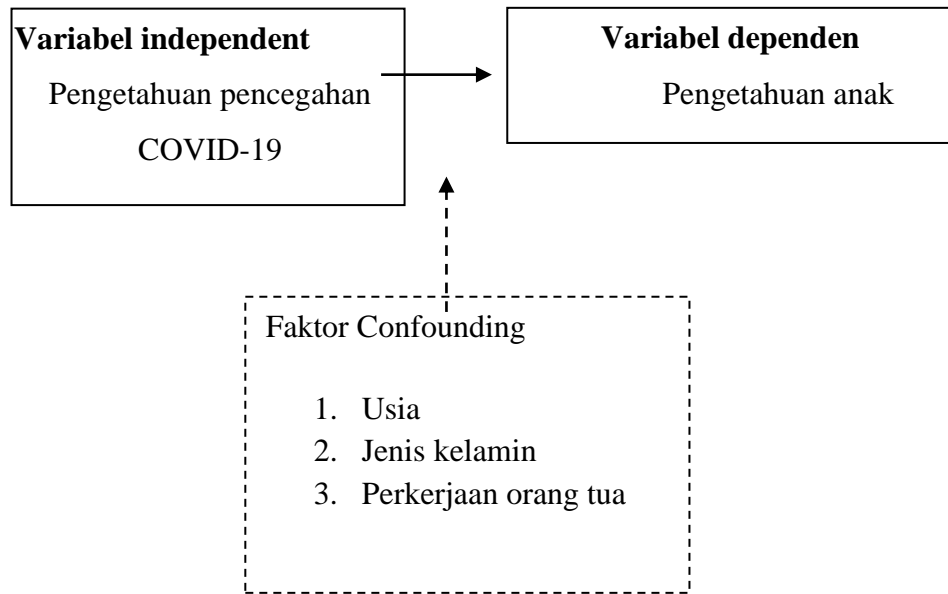 Variabel independent
Pengetahuan pencegahan
COVID-19
Variabel dependen
Pengetahuan anak
Faktor Confounding
1. Usia
2. Jenis kelamin
3. Perkerjaan orang tua